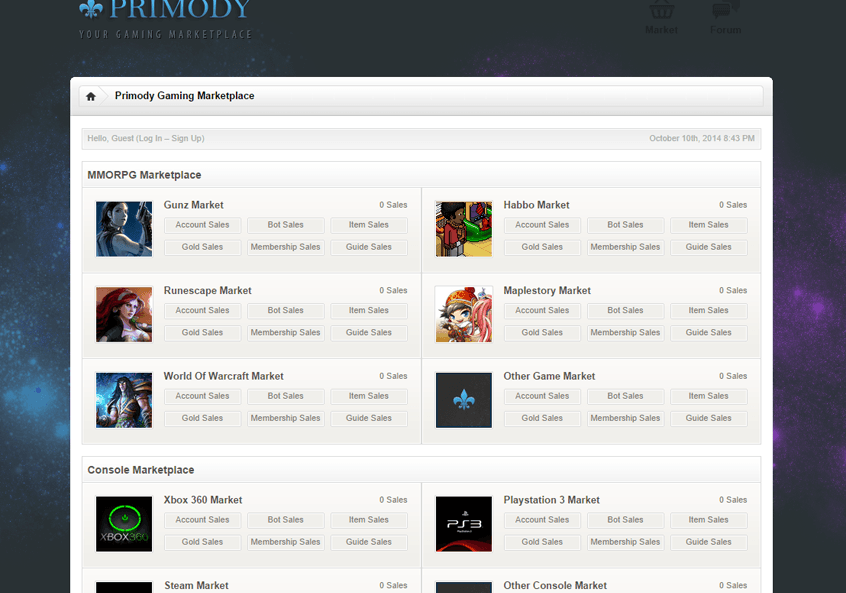 PRIMODY
YOUR GAMING MARKETPLACE
Market Forum
Primody Gaming Marketplace
Hello, Guest (Log In – Sign Up) October 10th, 2014 8:43 PM
MMORPG Marketplace
Gunz Market 0 Sales
Account Sales Bot Sales Item Sales
Gold Sales Membership Sales Guide Sales
Habbo Market 0 Sales
Account Sales Bot Sales Item Sales
Gold Sales Membership Sales Guide Sales
Runescape Market 0 Sales
Account Sales Bot Sales Item Sales
Gold Sales Membership Sales Guide Sales
Maplestory Market 0 Sales
Account Sales Bot Sales Item Sales
Gold Sales Membership Sales Guide Sales
World Of Warcraft Market 0 Sales
Account Sales Bot Sales Item Sales
Gold Sales Membership Sales Guide Sales
Other Game Market 0 Sales
Account Sales Bot Sales Item Sales
Gold Sales Membership Sales Guide Sales
Console Marketplace
XBOX360
Xbox 360 Market 0 Sales
Account Sales Bot Sales Item Sales
Gold Sales Membership Sales Guide Sales
PS3
Playstation 3 Market 0 Sales
Account Sales Bot Sales Item Sales
Gold Sales Membership Sales Guide Sales
Steam Market 0 Sales
Other Console Market 0 Sales